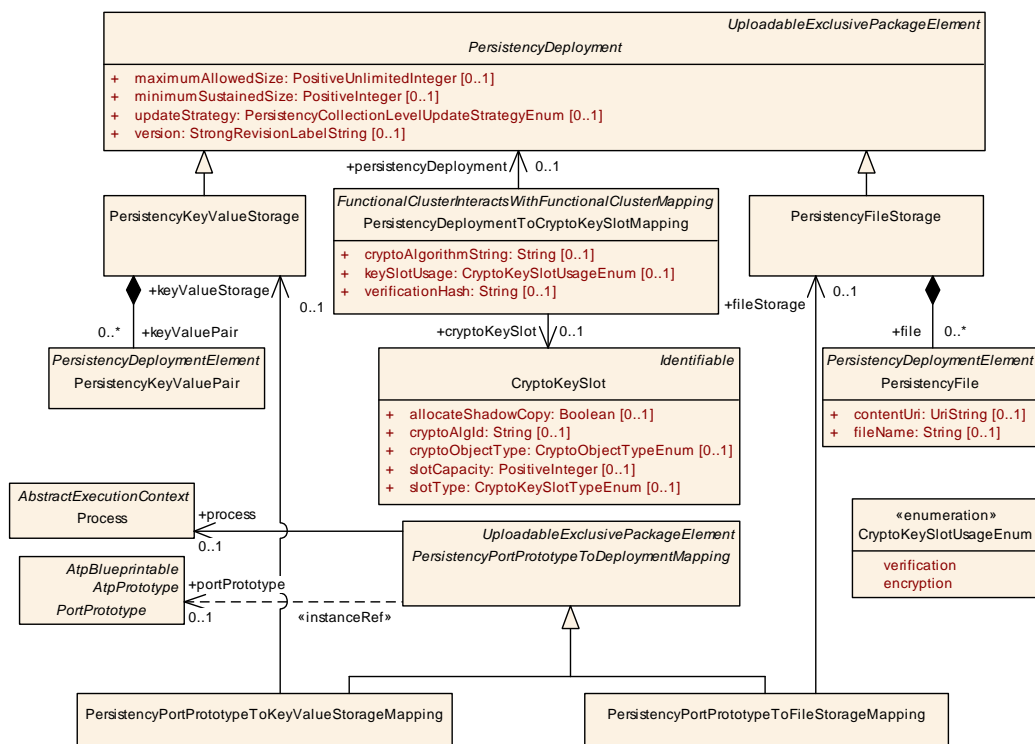 UploadableExclusivePackageElement
PersistencyDeployment
+ maximumAllowedSize: PositiveUnlimitedInteger [0..1]
+ minimumSustainedSize: PositiveInteger [0..1]
+ updateStrategy: PersistencyCollectionLevelUpdateStrategyEnum [0..1]
+ version: StrongRevisionLabelString [0..1]
+persistencyDeployment
0..1
PersistencyKeyValueStorage
FunctionalClusterInteractsWithFunctionalClusterMapping
PersistencyDeploymentToCryptoKeySlotMapping
+ cryptoAlgorithmString: String [0..1]
+ keySlotUsage: CryptoKeySlotUsageEnum [0..1]
+ verificationHash: String [0..1]
PersistencyFileStorage
+keyValueStorage
0..1
+fileStorage
0..1
0..*
+keyValuePair
+cryptoKeySlot
0..1
+file
0..*
PersistencyDeploymentElement
PersistencyKeyValuePair
Identifiable
CryptoKeySlot
+ allocateShadowCopy: Boolean [0..1]
+ cryptoAlgId: String [0..1]
+ cryptoObjectType: CryptoObjectTypeEnum [0..1]
+ slotCapacity: PositiveInteger [0..1]
+ slotType: CryptoKeySlotTypeEnum [0..1]
PersistencyDeploymentElement
PersistencyFile
+ contentUri: UriString [0..1]
+ fileName: String [0..1]
AbstractExecutionContext
Process
+process
0..1
UploadableExclusivePackageElement
PersistencyPortPrototypeToDeploymentMapping
«enumeration»
CryptoKeySlotUsageEnum
verification
encryption
AtpBlueprintable
AtpPrototype
PortPrototype
+portPrototype
0..1
«instanceRef»
PersistencyPortPrototypeToKeyValueStorageMapping
PersistencyPortPrototypeToFileStorageMapping